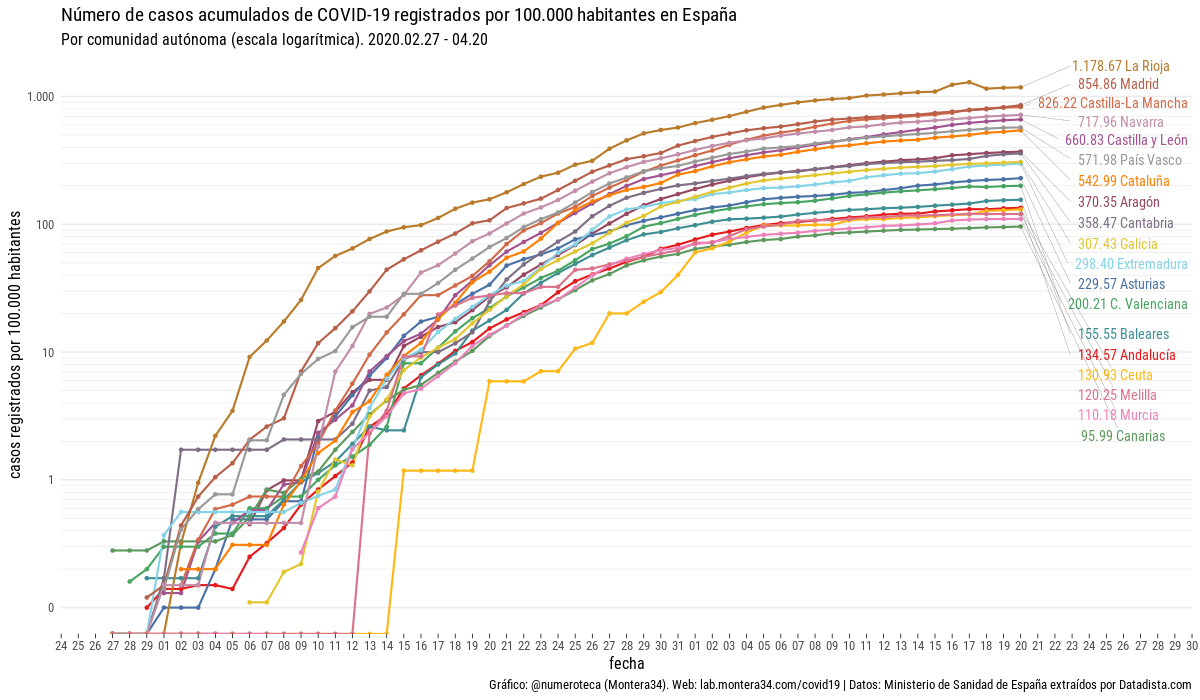 Número de casos acumulados de COVID-19 registrados por 100.000 habitantes en España
Por comunidad autónoma (escala logarítmica). 2020.02.27 - 04.20
casos registrados por 100.000 habitantes
1.000
100
10
1
0
1.178.67 La Rioja
854.86 Madrid
826.22 Castilla-La Mancha
717.96 Navarra
660.83 Castilla y León
571.98 País Vasco
542.99 Cataluña
370.35 Aragón
358.47 Cantabria
307.43 Galicia
298.40 Extremadura
229.57 Asturias
200.21 C. Valenciana
155.55 Baleares
134.57 Andalucía
130.93 Ceuta
120.25 Melilla
110.18 Murcia
95.99 Canarias
24 25 26 27 28 29 01 02 03 04 05 06 07 08 09 10 11 12 13 14 15 16 17 18 19 20 21 22 23 24 25 26 27 28 29 30 31 01 02 03 04 05 06 07 08 09 10 11 12 13 14 15 16 17 18 19 20 21 22 23 24 25 26 27 28 29 30
fecha
Gráfico: @numeroteca (Montera34). Web: lab.montera34.com/covid19 | Datos: Ministerio de Sanidad de España extraídos por Datadista.com